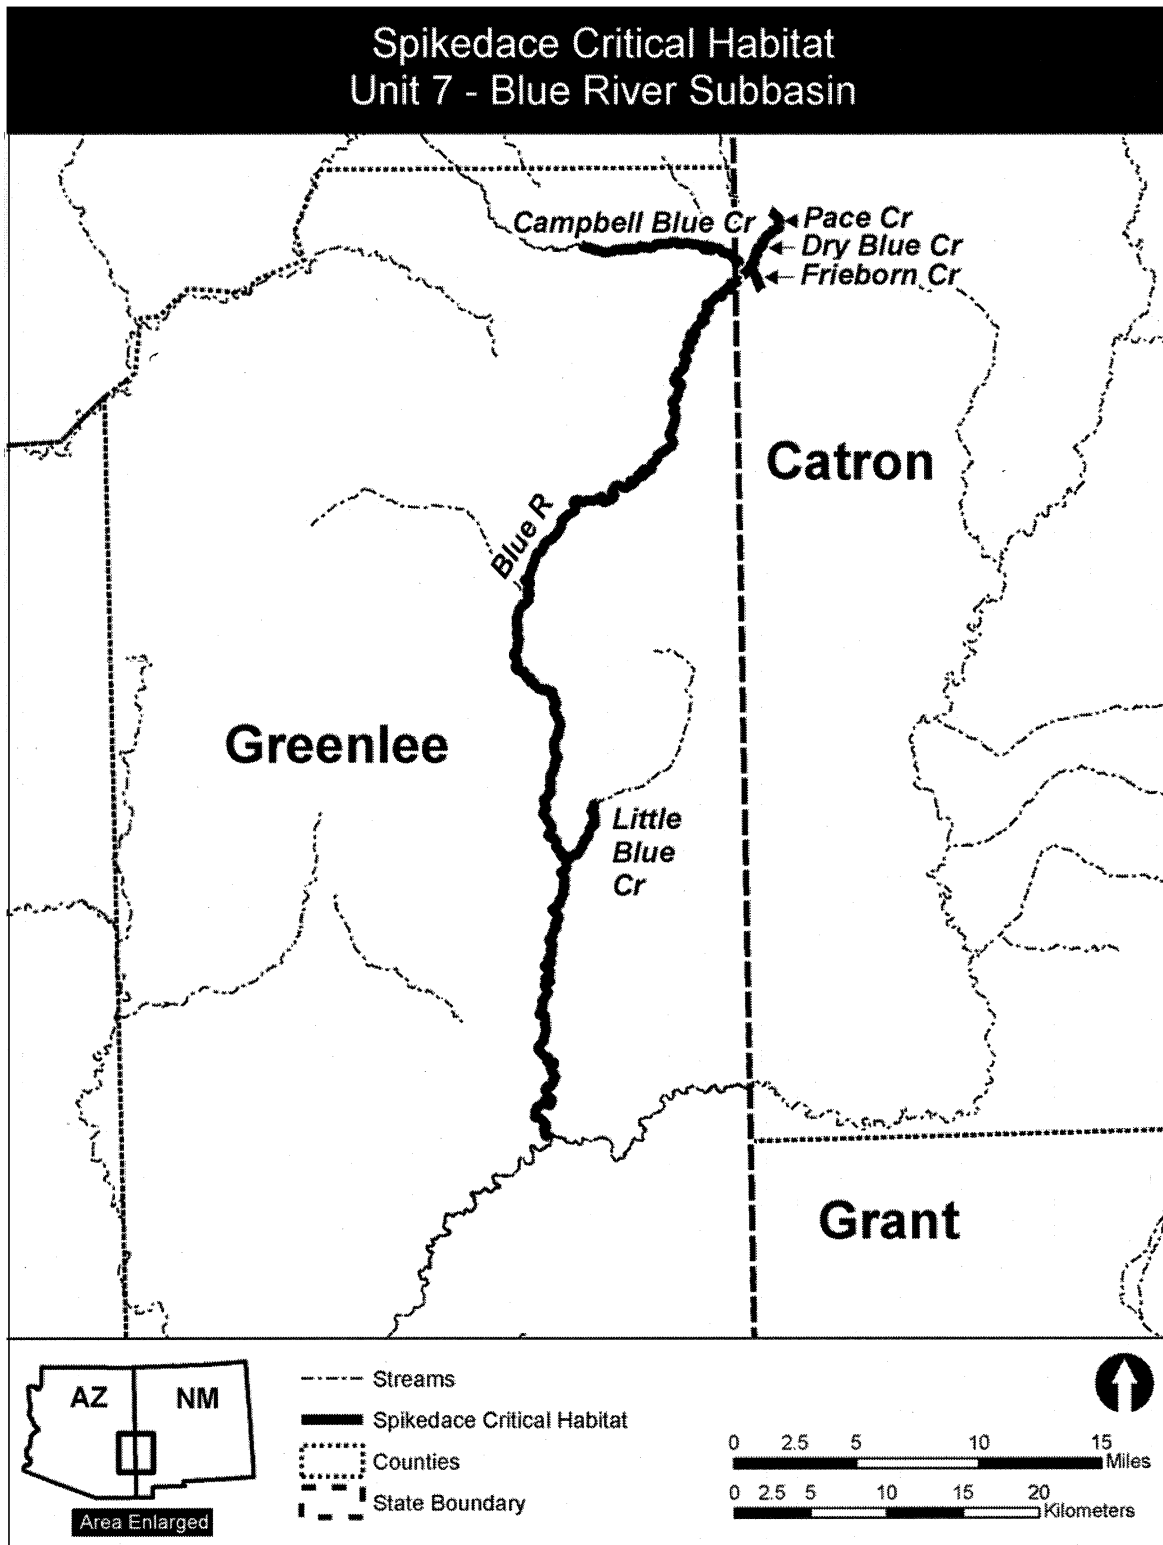 Spikedace Critical Habitat
Unit 7 - Blue River Subbasin
Campbell Blue Cr
Pace Cr
Dry Blue Cr
Frieborn Cr
Catron
Blue R
Greenlee
Little
Blue
Cr
Grant
AZ
NM
Area Enlarged
Streams
Spikedace Critical Habitat
Counties
State Boundary
0 2.5 5 10 15
Miles
0 2.5 5 10 15 20
Kilometers